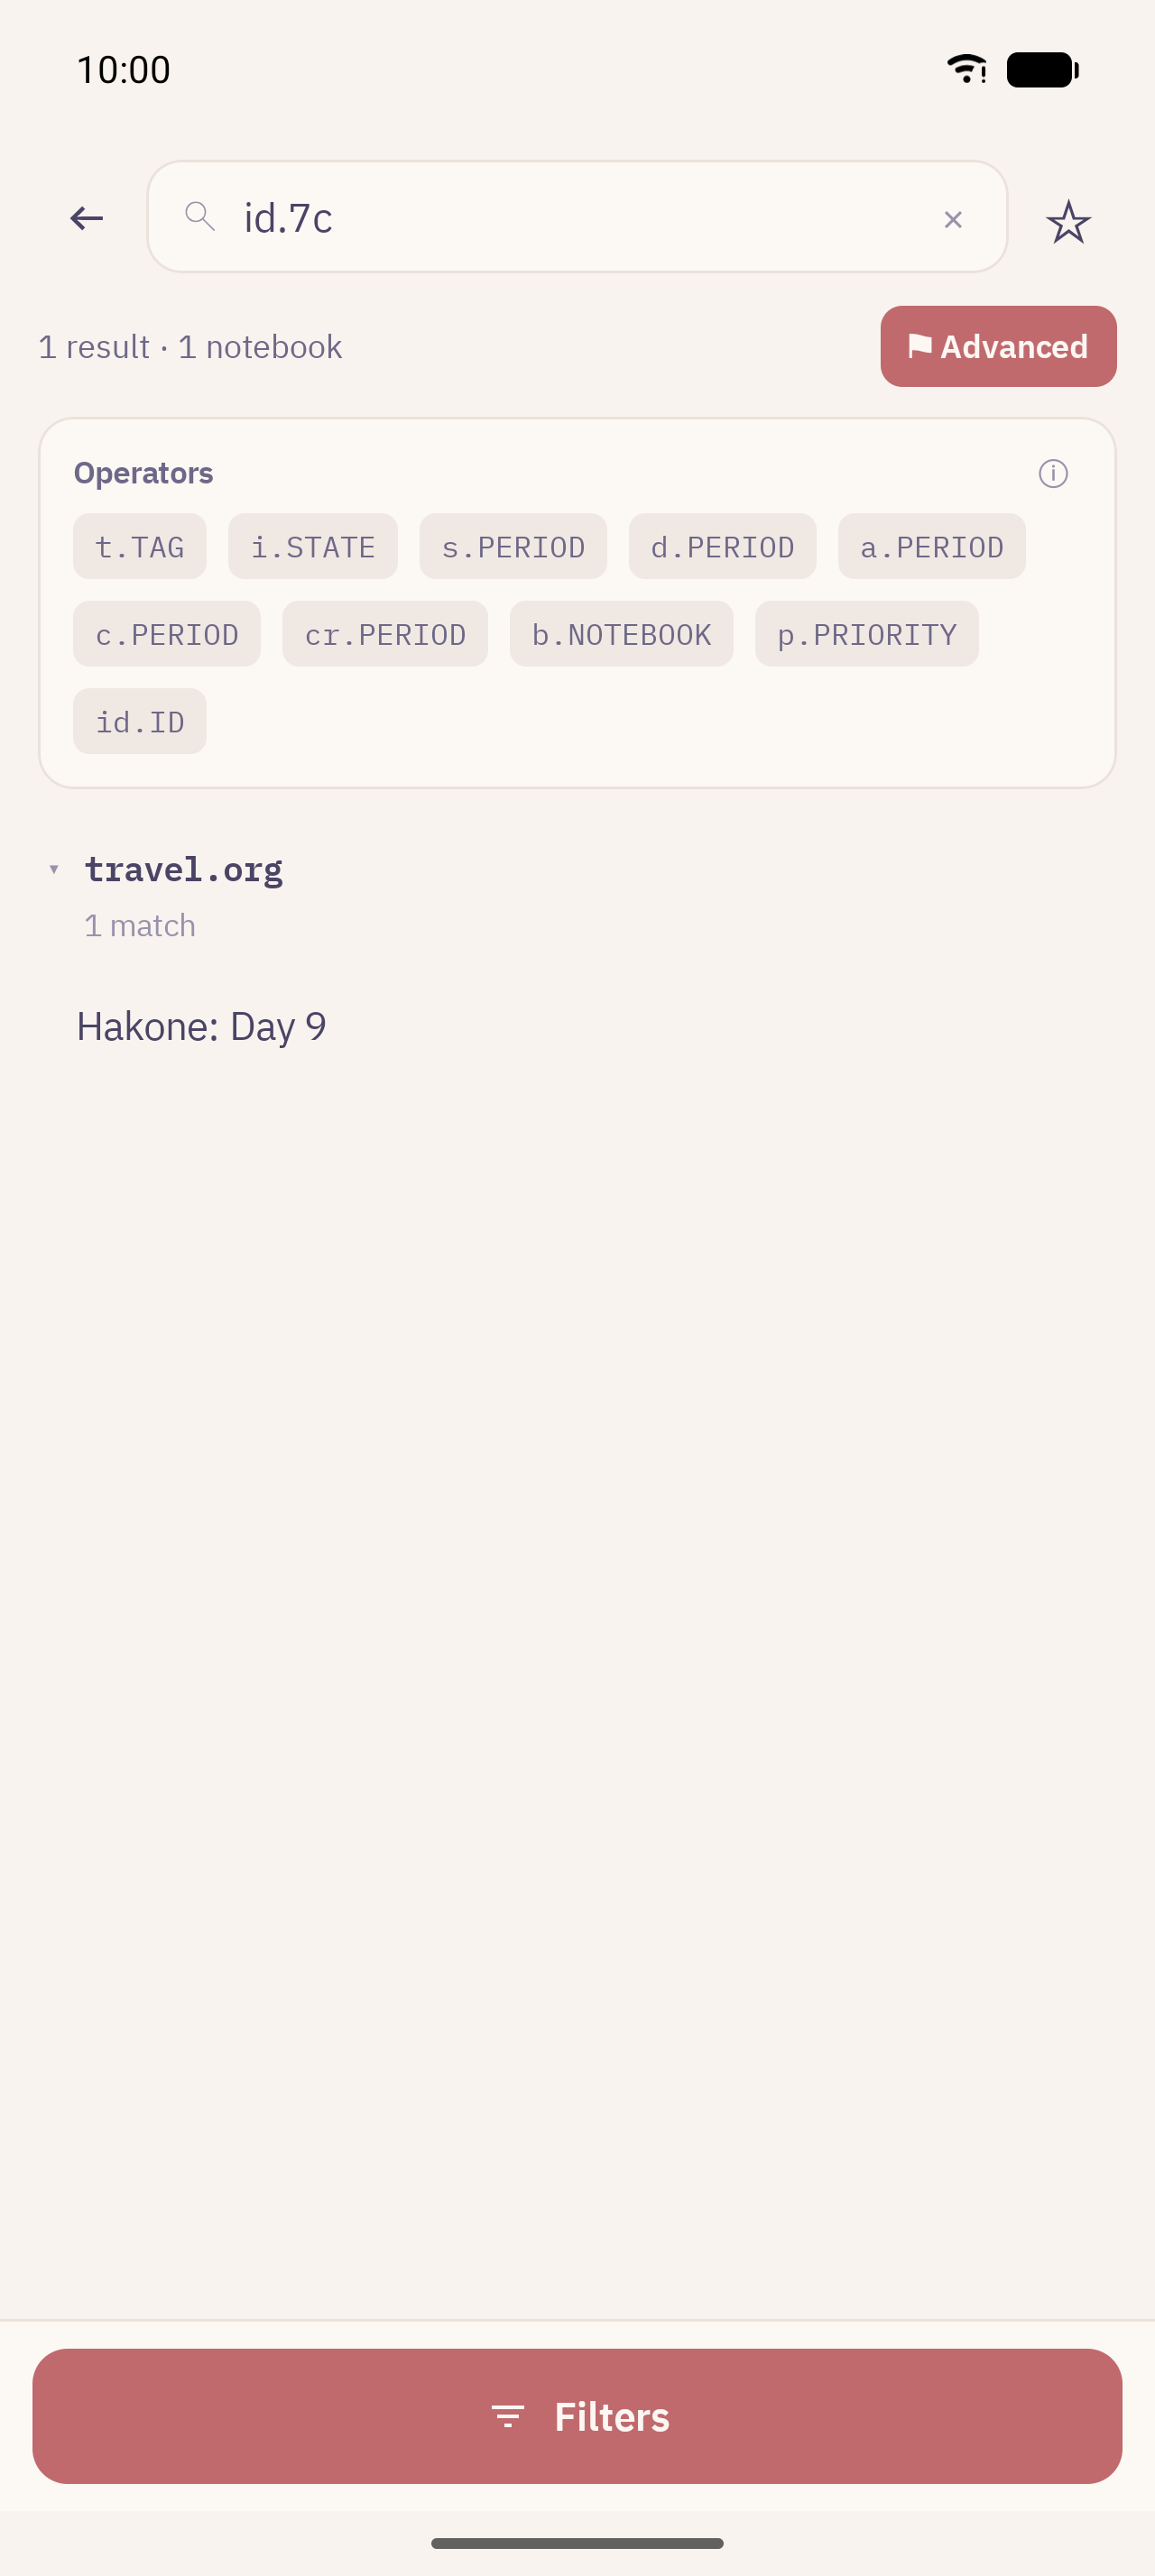 10:00
id.7c
1 result · 1 notebook
Advanced
Operators
t.TAG i.STATE s.PERIOD d.PERIOD a.PERIOD
c.PERIOD cr.PERIOD b.NOTEBOOK p.PRIORITY
id.ID
travel.org
1 match
Hakone: Day 9
Filters